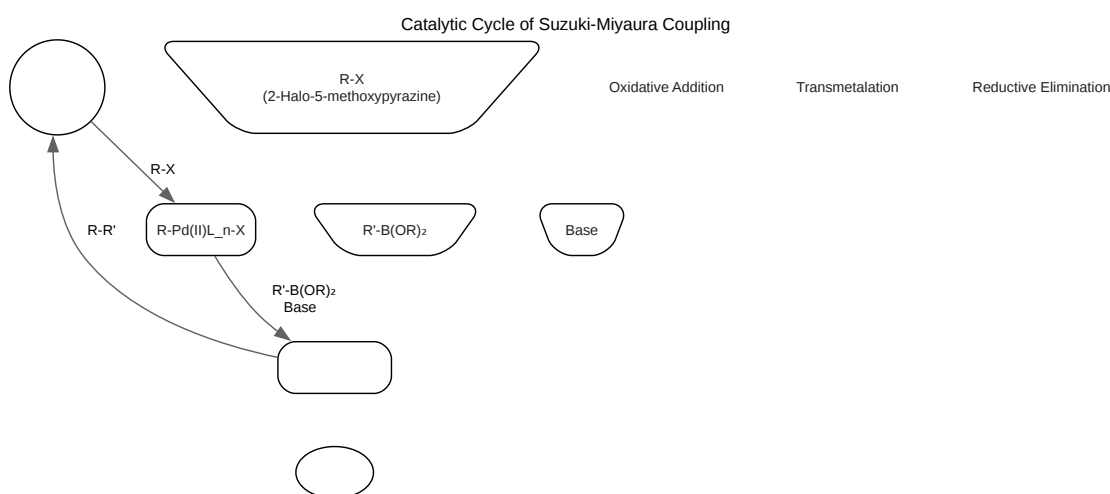 Catalytic Cycle of Suzuki-Miyaura Coupling
R-X
(2-Halo-5-methoxypyrazine)
Oxidative Addition
Transmetalation
Reductive Elimination
R-X
R-R'
R-Pd(II)L_n-X
R'-B(OR)₂
Base
R'-B(OR)₂
Base